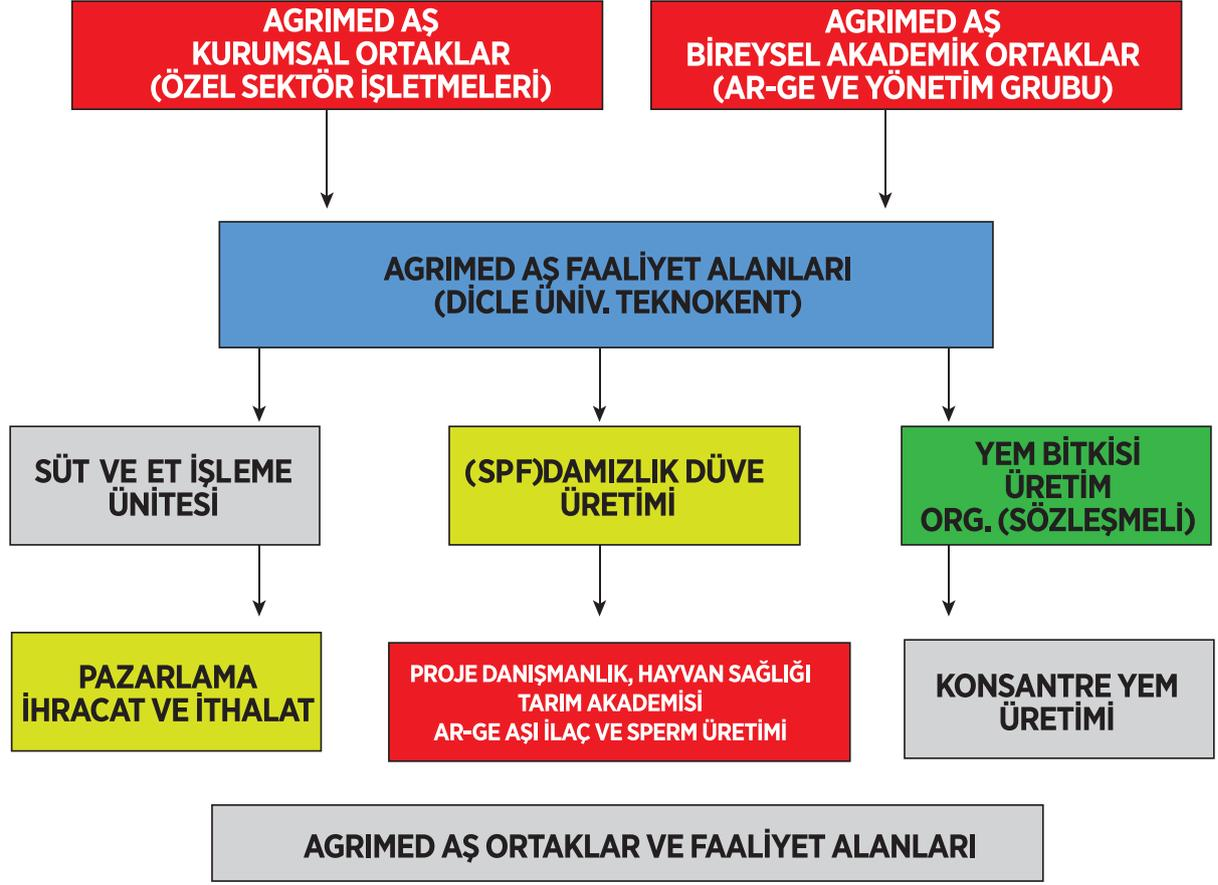 AGRIMED AŞ
KURUMSAL ORTAKLAR
(ÖZEL SEKTÖR İŞLETMELERİ)
AGRIMED AŞ
BİREYSEL AKADEMİK ORTAKLAR
(AR-GE VE YÖNETİM GRUBU)
AGRIMED AŞ FAALİYET ALANLARI
(DİCLE ÜNİV. TEKNOKENT)
SÜT VE ET İŞLEME
ÜNİTESİ
(SPF)DAMIZLIK DÜVE
ÜRETİMİ
YEM BİTKİSİ
ÜRETİM
ORG. (SÖZLEŞMELİ)
PAZARLAMA
İHRACAT VE İTHALAT
PROJE DANIŞMANLIK, HAYVAN SAĞLIĞI
TARIM AKADEMİSİ
AR-GE AŞI İLAÇ VE SPERM ÜRETİMİ
KONSANTRE YEM
ÜRETİMİ
AGRIMED AŞ ORTAKLAR VE FAALİYET ALANLARI